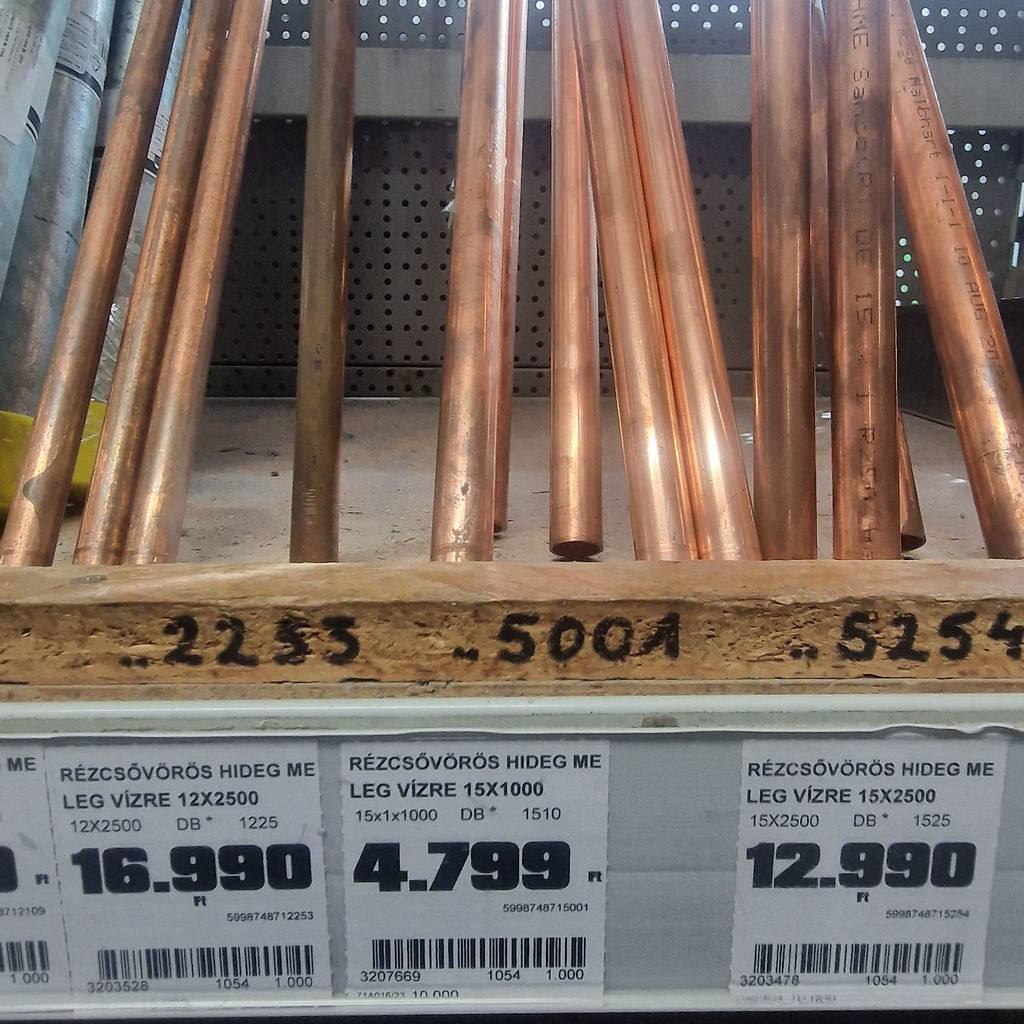 ..2253
..5001
..5254
ME
Ft
8712109
1.000
RÉZCSŐVÖRÖS HIDEG ME
LEG VÍZRE 12X2500
12X2500 DB * 1225
16.990
Ft
5998748712253
3203528 1054 1.000
RÉZCSŐVÖRÖS HIDEG ME
LEG VÍZRE 15X1000
15x1x1000 DB * 1510
4.799 Ft
5998748715001
3207669 1054 1.000
10.000
RÉZCSŐVÖRÖS HIDEG ME
LEG VÍZRE 15X2500
15X2500 DB * 1525
12.990
Ft
5998748715254
3203478 1054 1.000